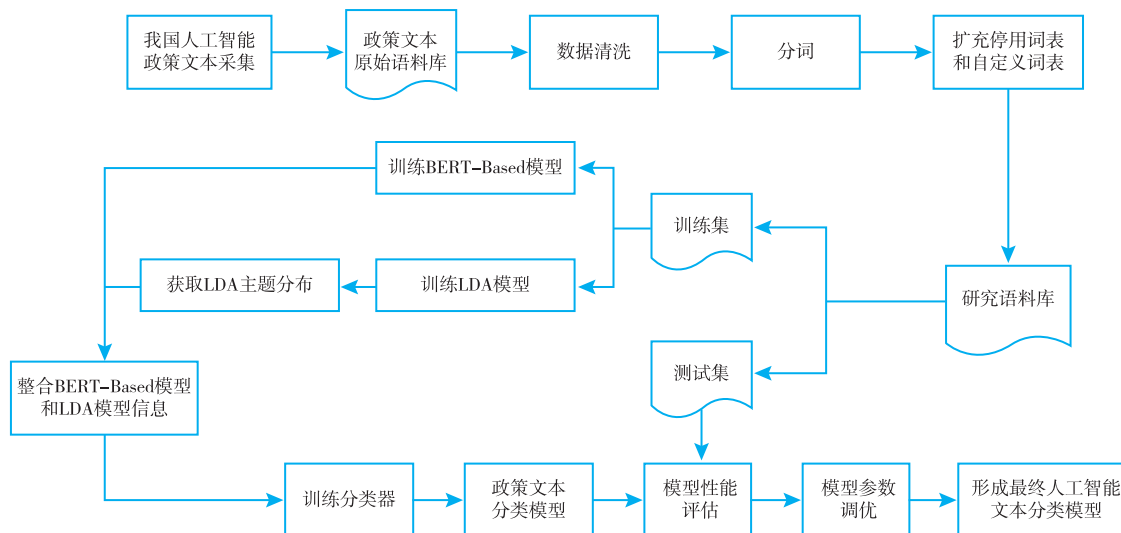 我国人工智能
政策文本采集
政策文本
原始语料库
数据清洗
分词
扩充停用词表
和自定义词表
训练BERT-Based模型
训练集
获取LDA主题分布
训练LDA模型
研究语料库
测试集
整合BERT-Based模型
和LDA模型信息
训练分类器
政策文本
分类模型
模型性能
评估
模型参数
调优
形成最终人工智能
文本分类模型